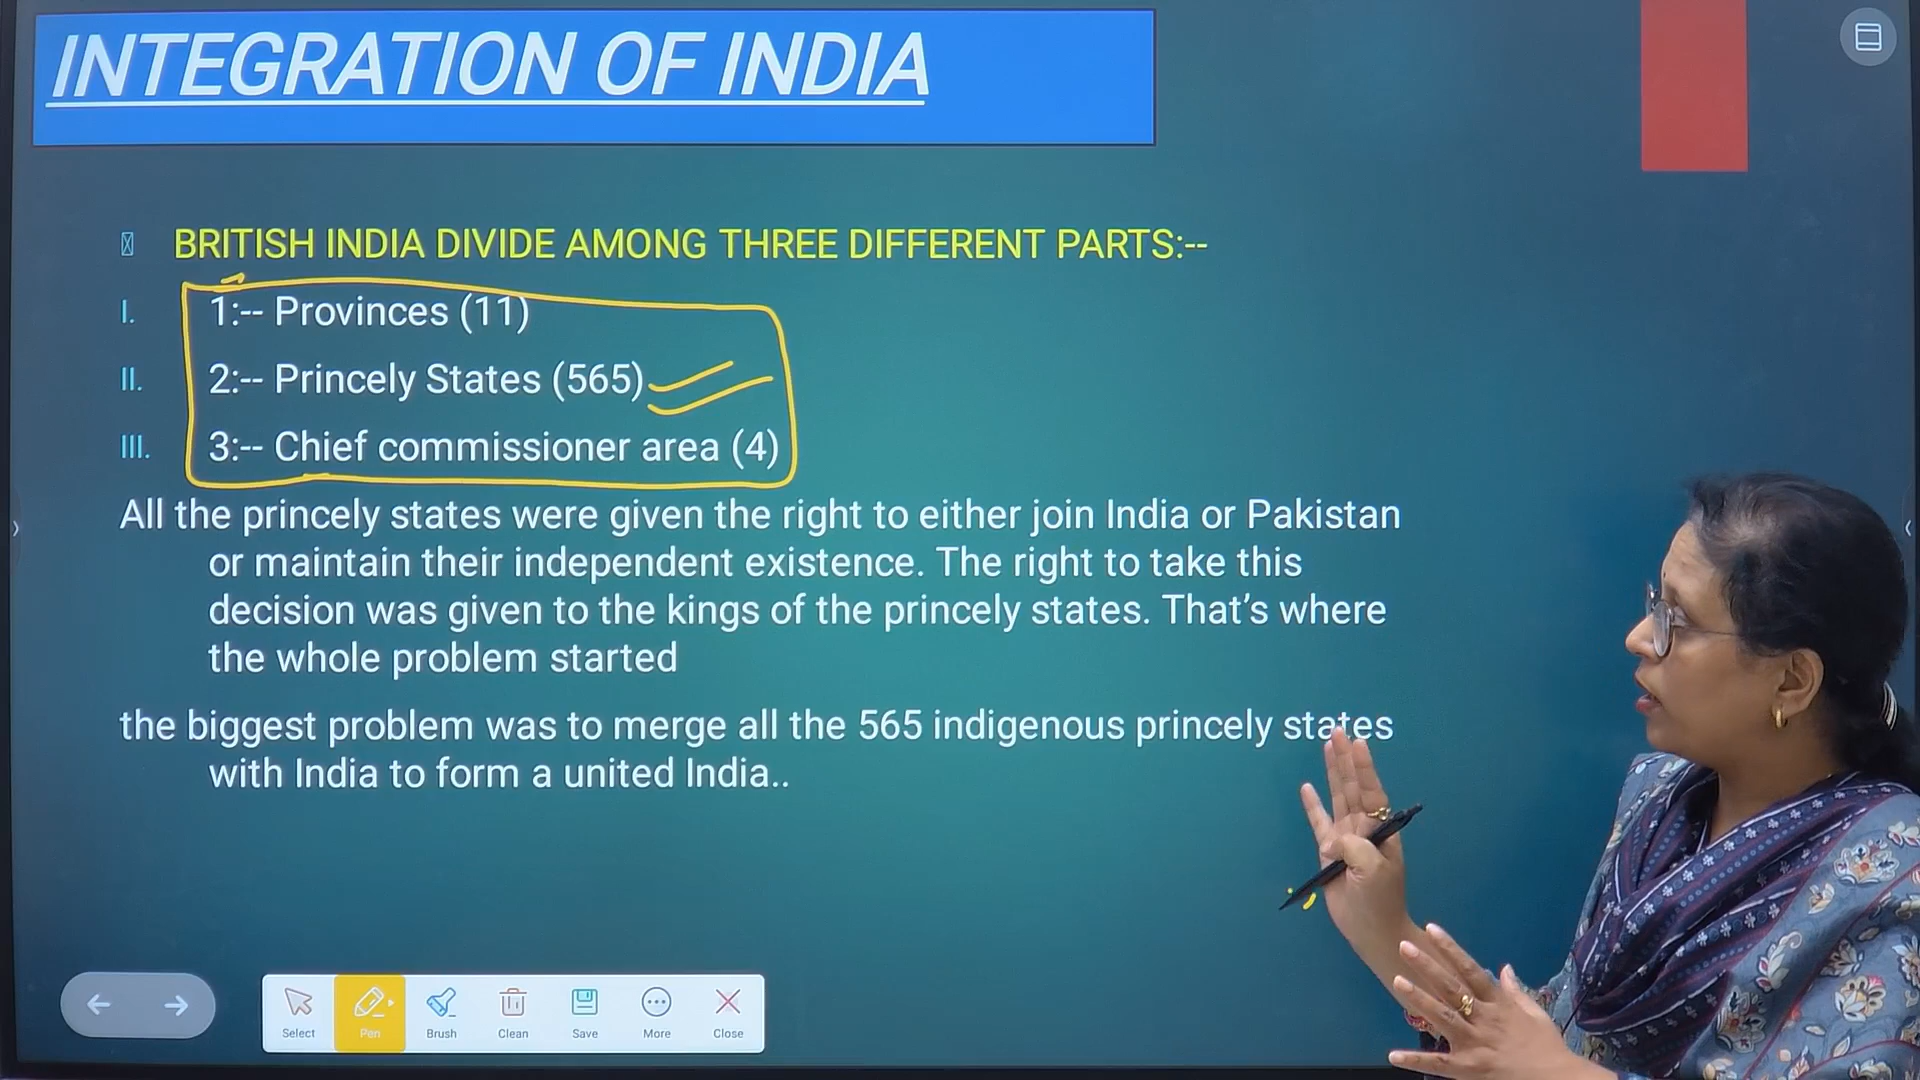 INTEGRATION OF INDIA
BRITISH INDIA DIVIDE AMONG THREE DIFFERENT PARTS:--
I. 1:-- Provinces (11)
II. 2:-- Princely States (565)
III. 3:-- Chief commissioner area (4)
All the princely states were given the right to either join India or Pakistan
or maintain their independent existence. The right to take this
decision was given to the kings of the princely states. That's where
the whole problem started
the biggest problem was to merge all the 565 indigenous princely states
with India to form a united India..
Select Pen Brush Clean Save More Close